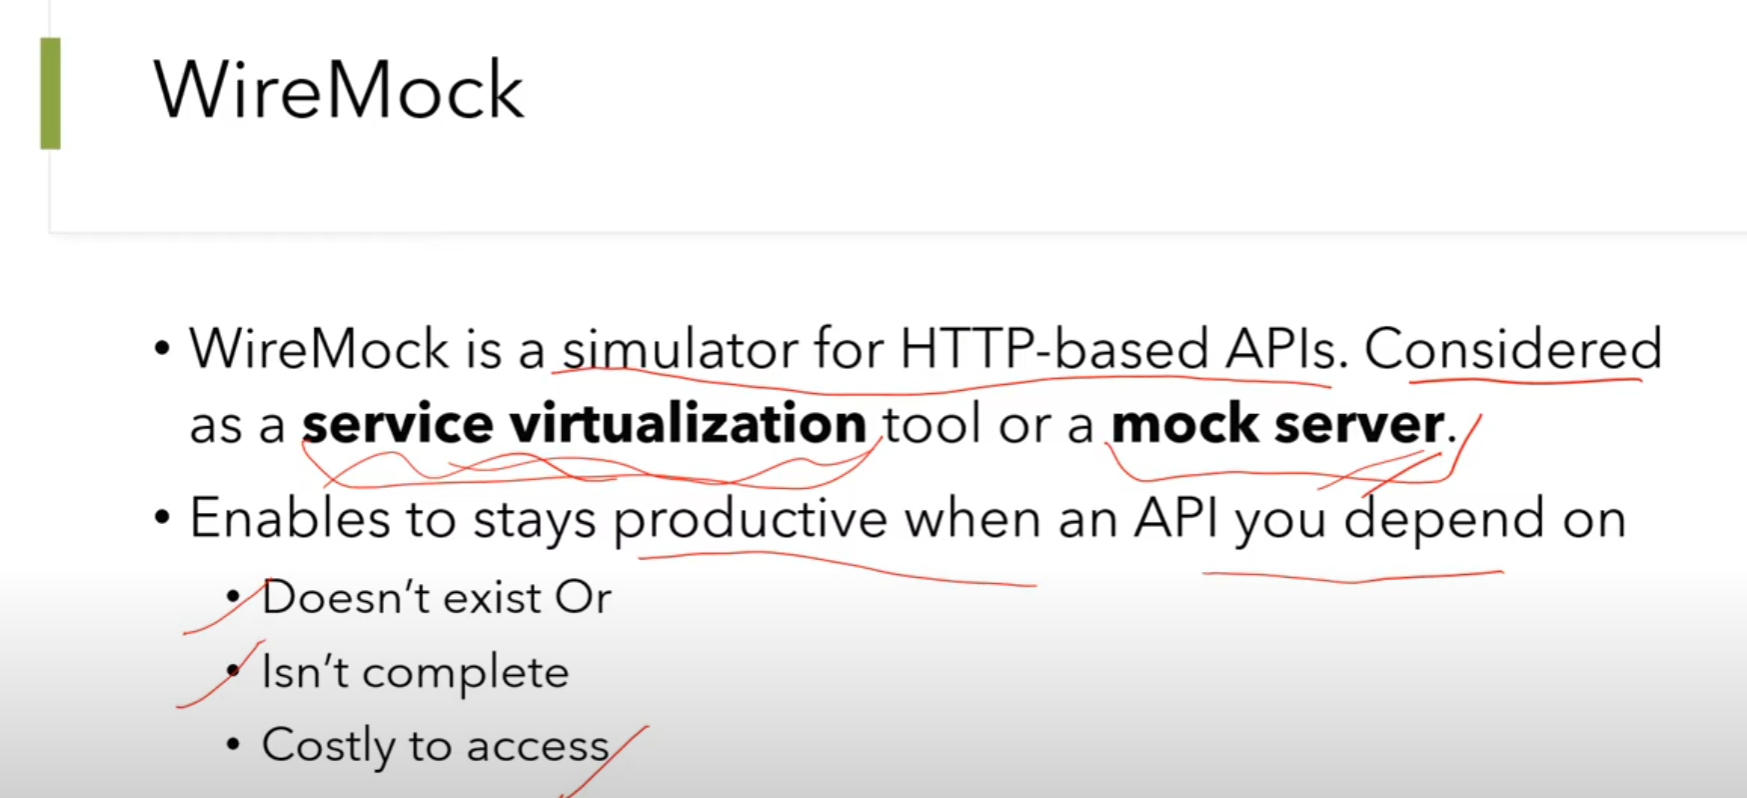 WireMock
• WireMock is a simulator for HTTP-based APIs. Considered
as a service virtualization tool or a mock server.
• Enables to stays productive when an API you depend on
• Doesn’t exist Or
• Isn’t complete
• Costly to access